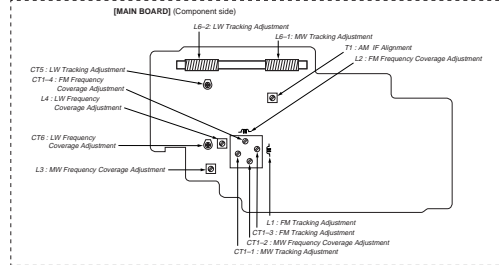 [MAIN BOARD] (Component side)
L6–2: LW Tracking Adjustment
L6–1: MW Tracking Adjustment
T1 : AM IF Alignment
L2 : FM Frequency Coverage Adjustment
CT5 : LW Tracking Adjustment
CT1–4 : FM Frequency
Coverage Adjustment
L4 : LW Frequency
Coverage Adjustment
CT6 : LW Frequency
Coverage Adjustment
L3 : MW Frequency Coverage Adjustment
L1 : FM Tracking Adjustment
CT1–3 : FM Tracking Adjustment
CT1–2 : MW Frequency Coverage Adjustment
CT1–1 : MW Tracking Adjustment